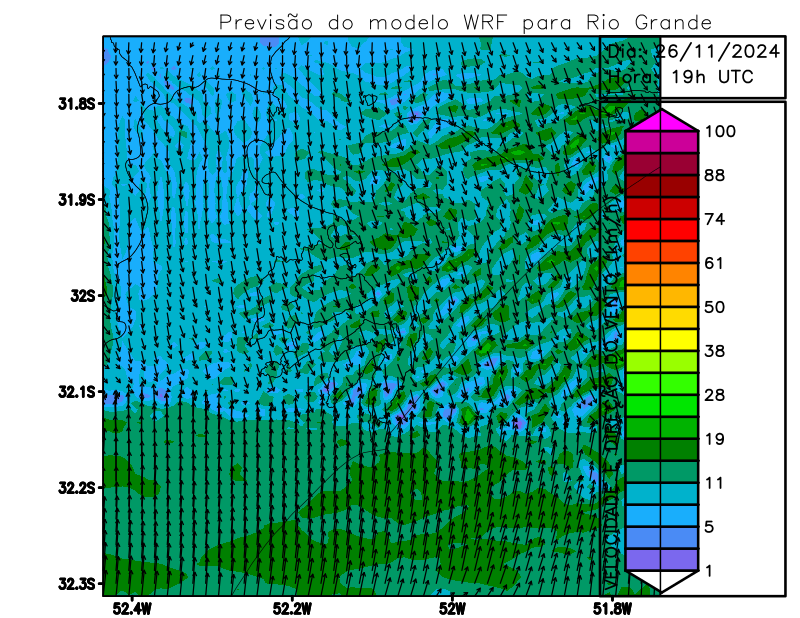 Previsão do modelo WRF para Rio Grande
Dia: 26/11/2024
Hora: 19h UTC
31.8S
31.9S
32S
32.1S
32.2S
32.3S
52.4W
52.2W
52W
51.8W
VELOCIDADE E DIREÇÃO DO VENTO (km/h)
100
88
74
61
50
38
28
19
11
5
1